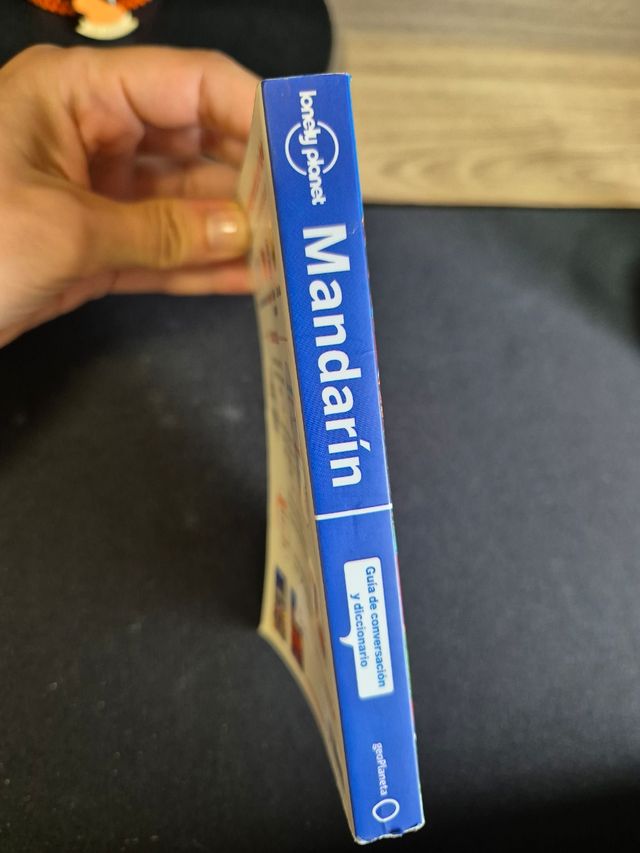 lonely planet
Mandarín
Guía de conversación
y diccionario
geoPlaneta